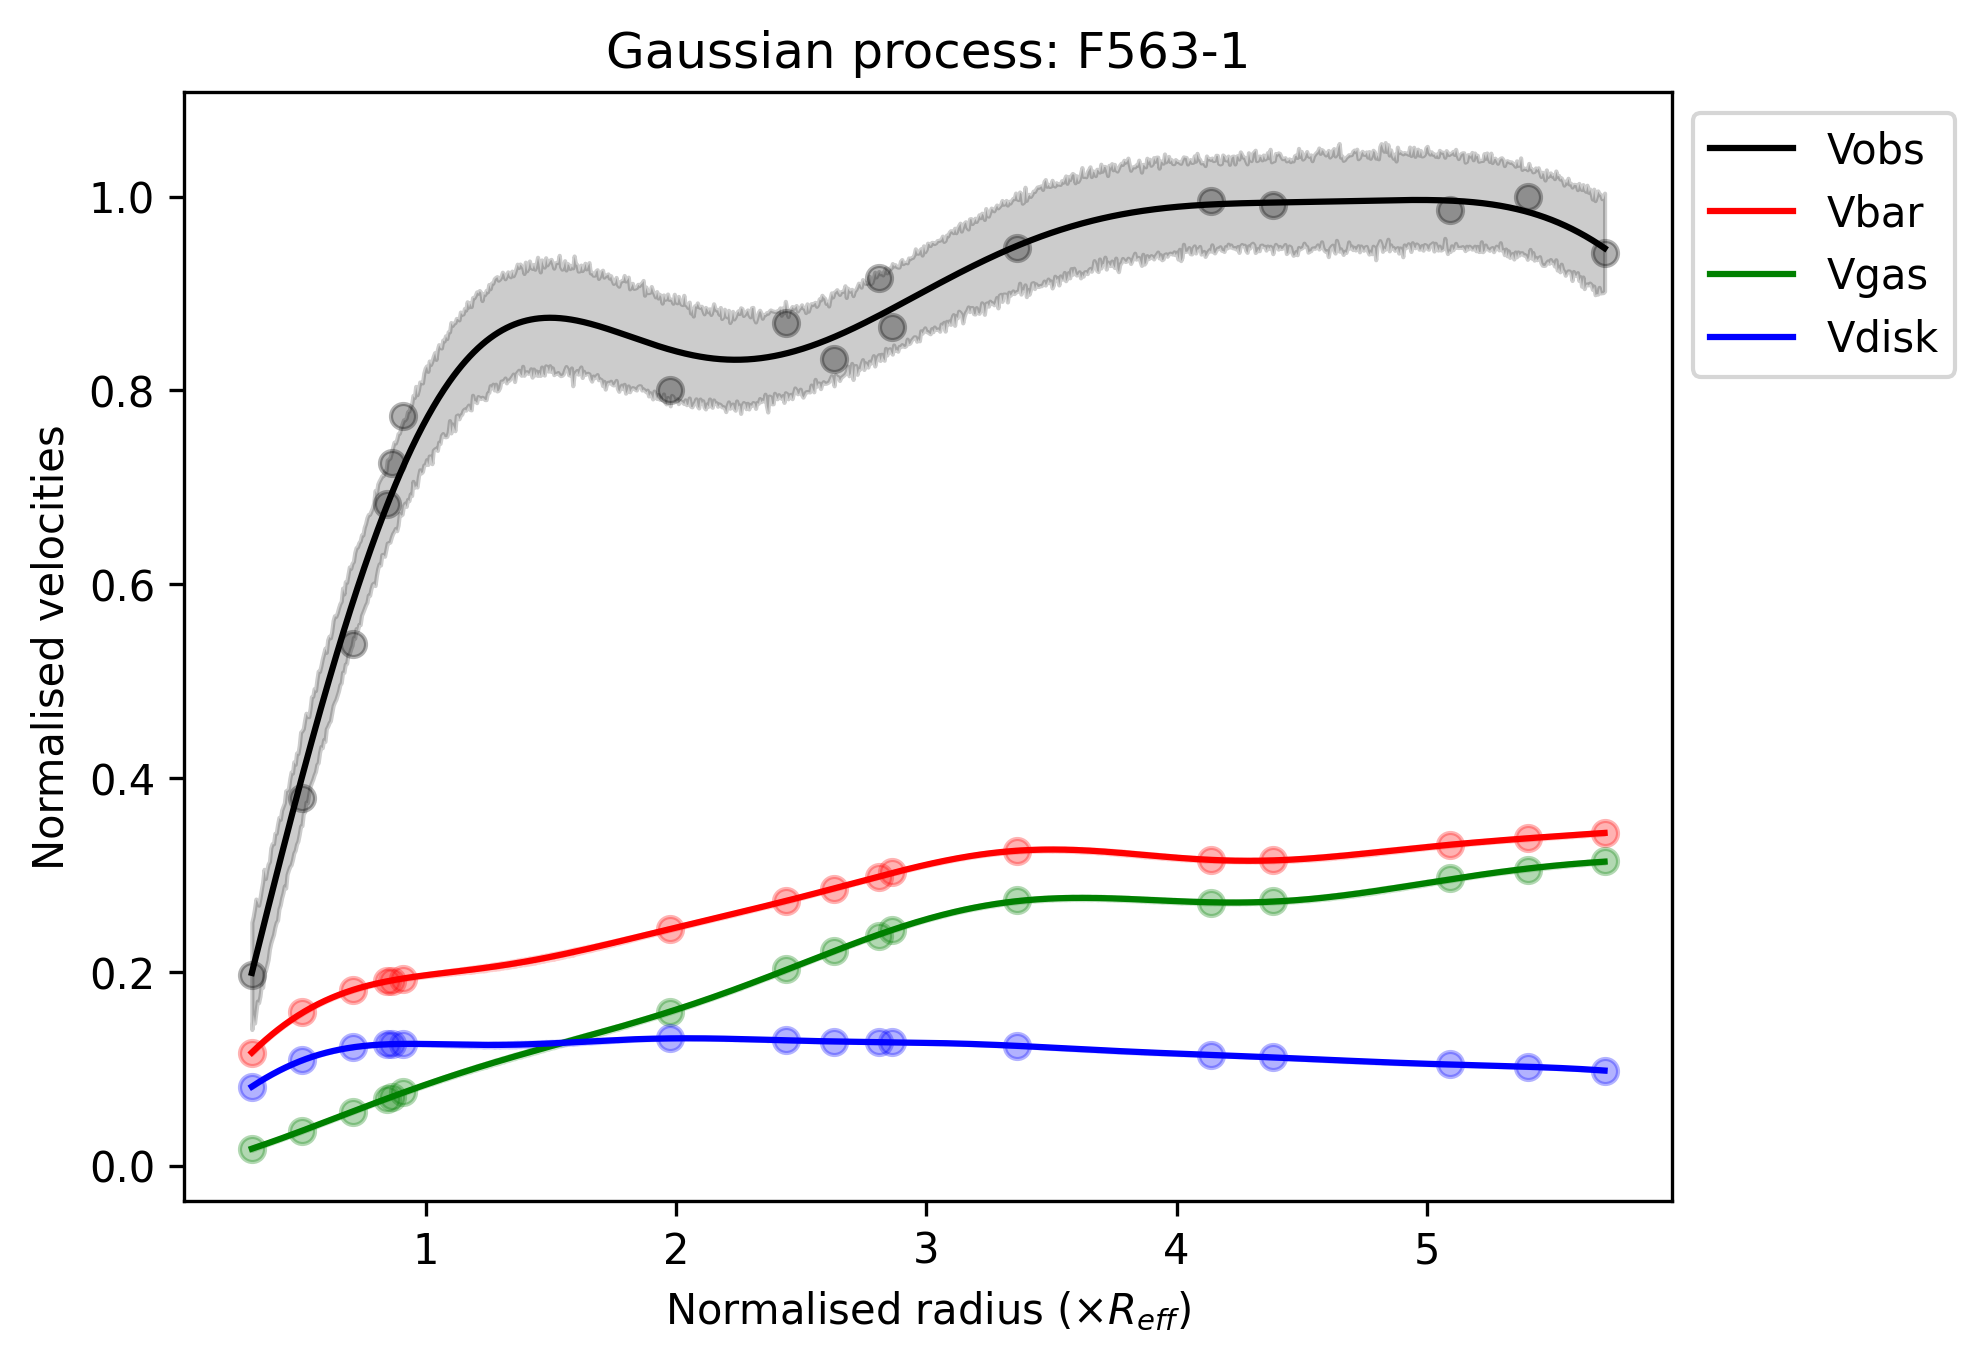 Gaussian process: F563-1
Vobs
Vbar
Vgas
Vdisk
Normalised velocities
1.0
0.8
0.6
0.4
0.2
0.0
1 2 3 4 5
Normalised radius (×R_eff)